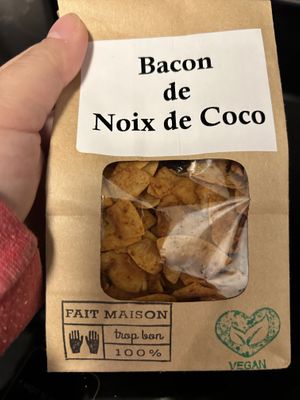 Bacon
de
Noix de Coco
FAIT MAISON
trop bon
100%
VEGAN